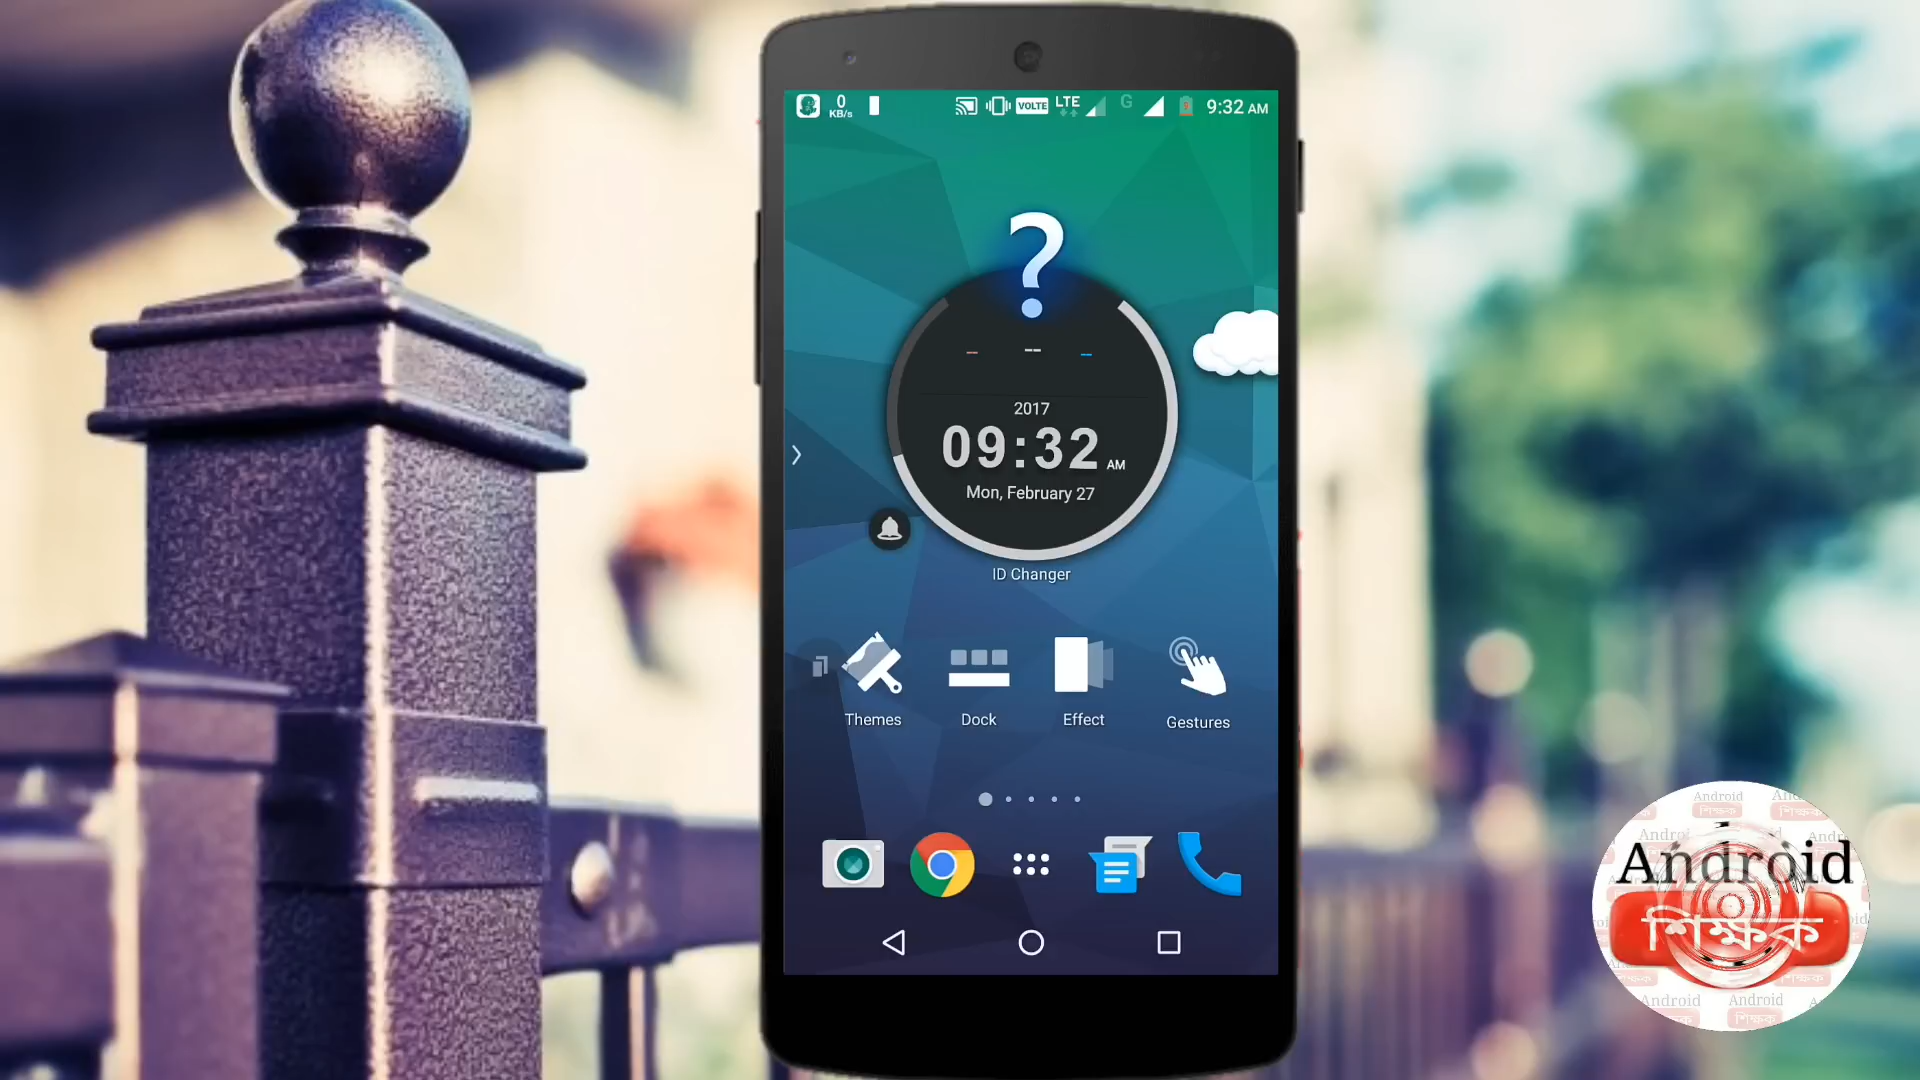 0
KB/s
VOLTE
LTE
G
9:32 AM
?
2017
09:32 AM
Mon, February 27
ID Changer
Themes
Dock
Effect
Gestures
Android
শিক্ষক